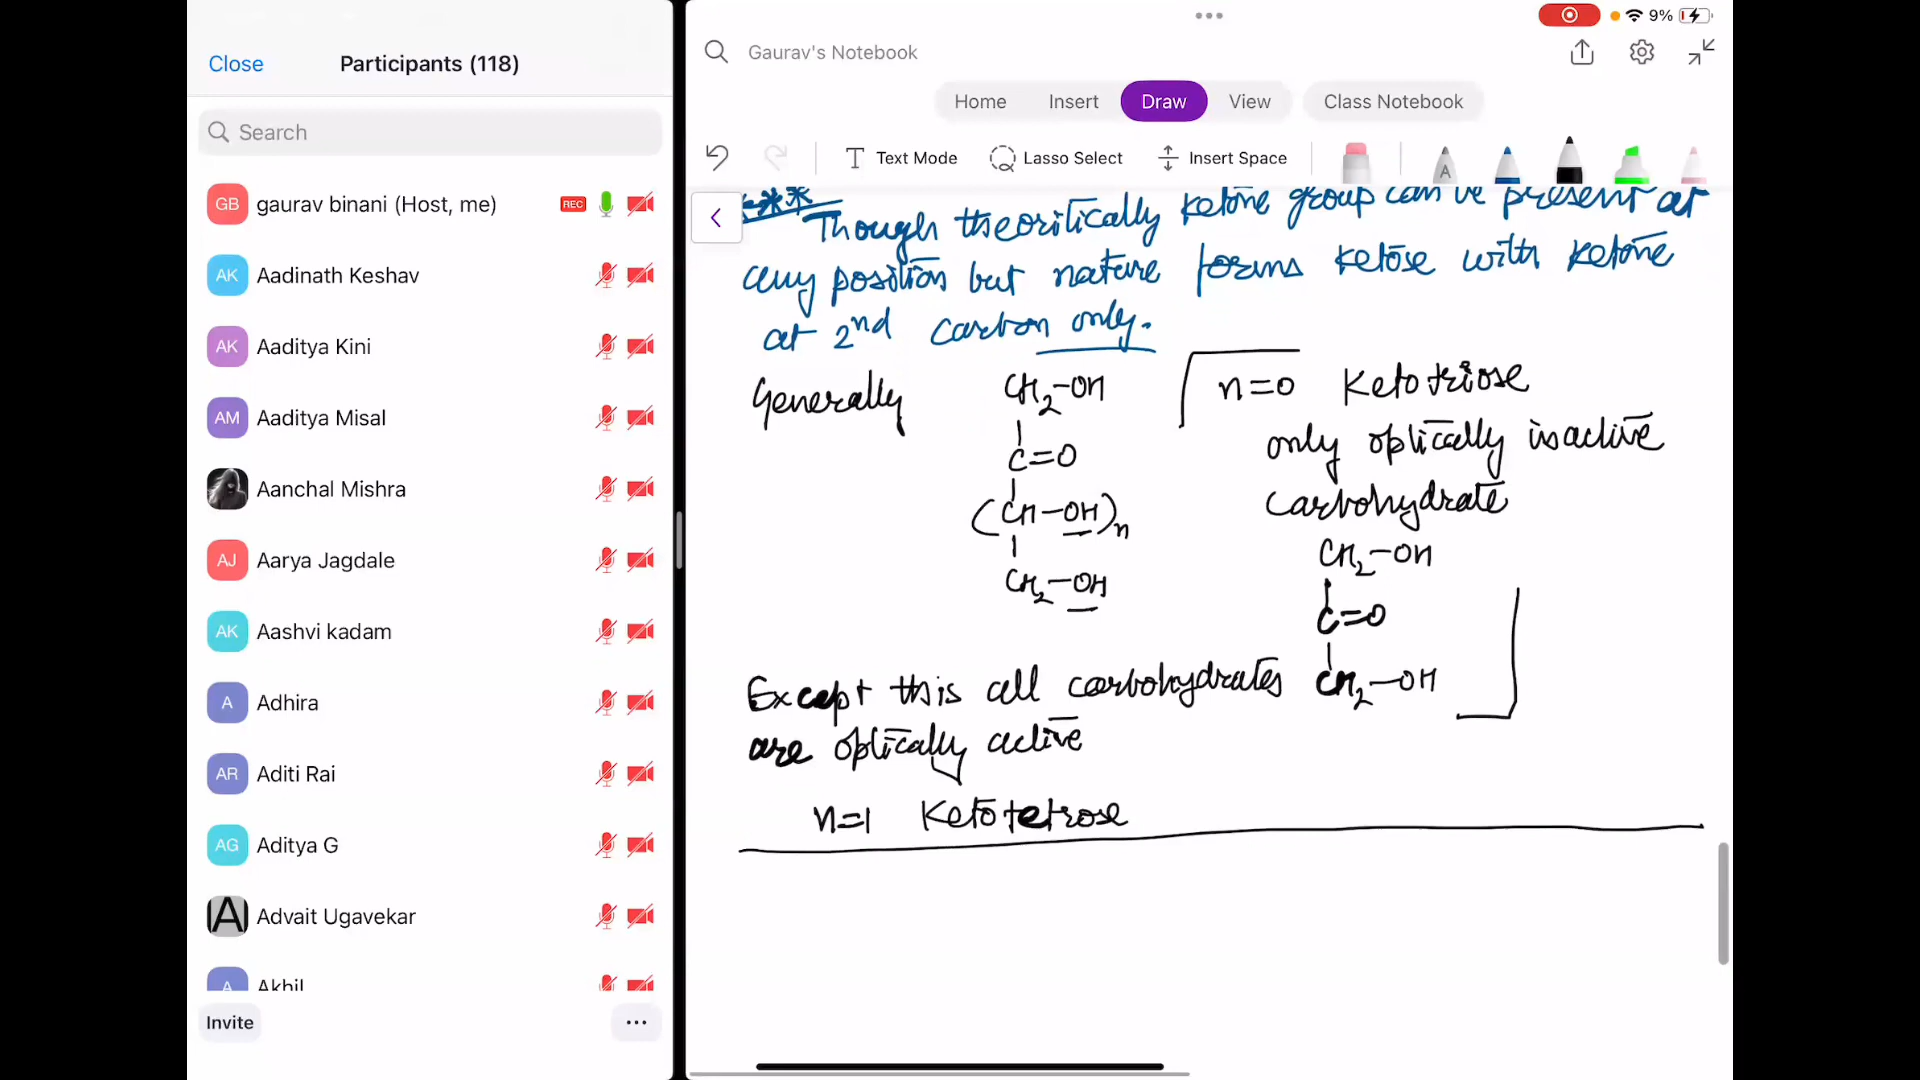 Close
Participants (118)
Search
GB gaurav binani (Host, me) REC
AK Aadinath Keshav
AK Aaditya Kini
AM Aaditya Misal
Aanchal Mishra
AJ Aarya Jagdale
AK Aashvi kadam
A Adhira
AR Aditi Rai
AG Aditya G
A Advait Ugavekar
A Akhil
Invite
9%
Gaurav's Notebook
Home Insert Draw View Class Notebook
Text Mode Lasso Select Insert Space A
Though theoritically ketone group can be present at
any position but nature forms ketose with ketone
at 2nd carbon only.
Generally
CH2-OH
C=O
(CH-OH)n
CH2-OH
n=0 Ketotriose
only optically inactive
carbohydrate
CH2-OH
C=O
CH2-OH
Except this all carbohydrates
are optically active
n=1 Ketotetrose